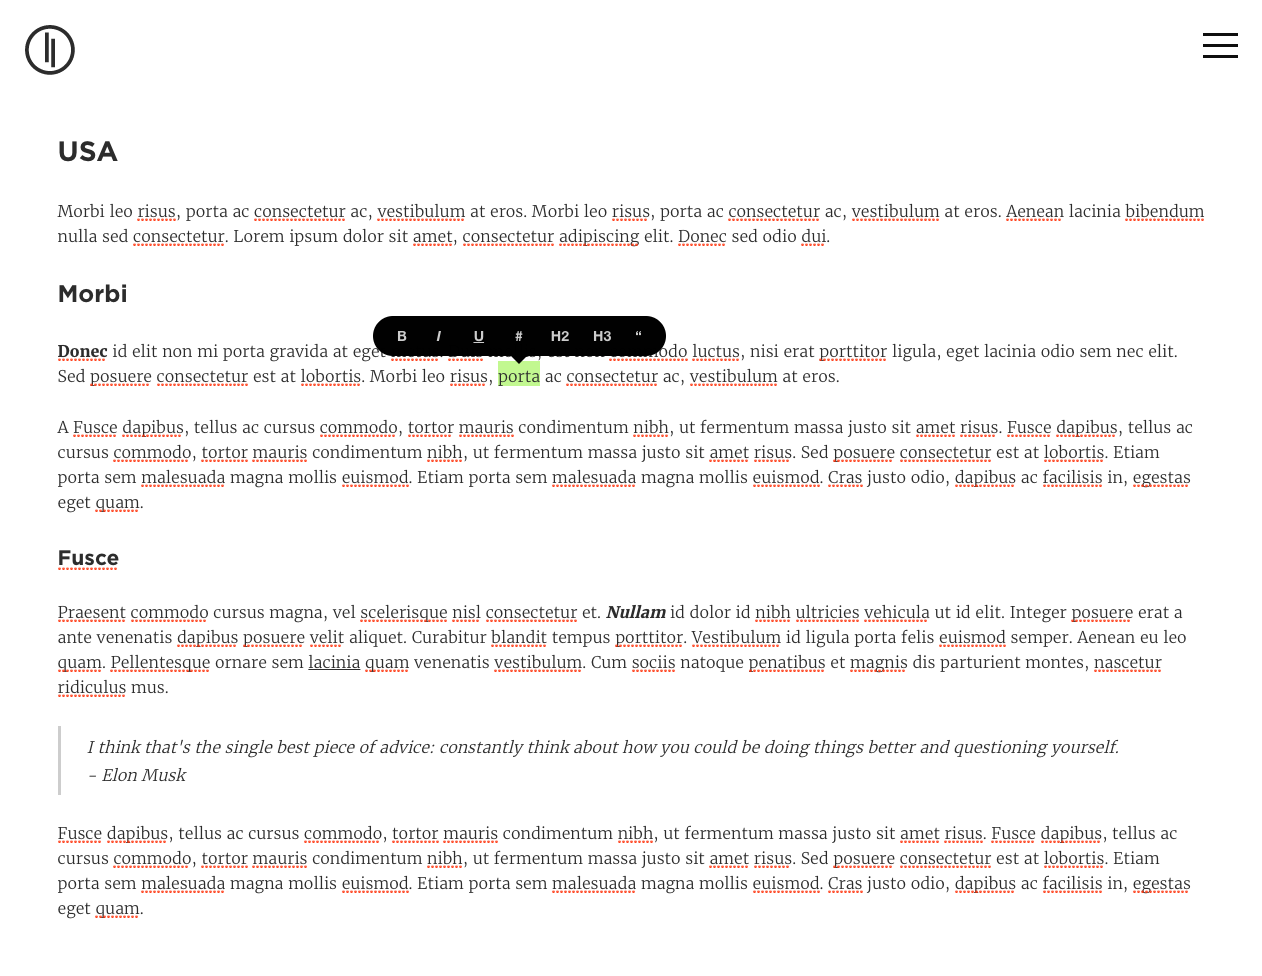 USA
Morbi leo risus, porta ac consectetur ac, vestibulum at eros. Morbi leo risus, porta ac consectetur ac, vestibulum at eros. Aenean lacinia bibendum
nulla sed consectetur. Lorem ipsum dolor sit amet, consectetur adipiscing elit. Donec sed odio dui.
Morbi
B I U # H2 H3 “
Donec id elit non mi porta gravida at eget luctus, nisi erat porttitor ligula, eget lacinia odio sem nec elit.
Sed posuere consectetur est at lobortis. Morbi leo risus, porta ac consectetur ac, vestibulum at eros.
A Fusce dapibus, tellus ac cursus commodo, tortor mauris condimentum nibh, ut fermentum massa justo sit amet risus. Fusce dapibus, tellus ac
cursus commodo, tortor mauris condimentum nibh, ut fermentum massa justo sit amet risus. Sed posuere consectetur est at lobortis. Etiam
porta sem malesuada magna mollis euismod. Etiam porta sem malesuada magna mollis euismod. Cras justo odio, dapibus ac facilisis in, egestas
eget quam.
Fusce
Praesent commodo cursus magna, vel scelerisque nisl consectetur et. Nullam id dolor id nibh ultricies vehicula ut id elit. Integer posuere erat a
ante venenatis dapibus posuere velit aliquet. Curabitur blandit tempus porttitor. Vestibulum id ligula porta felis euismod semper. Aenean eu leo
quam. Pellentesque ornare sem lacinia quam venenatis vestibulum. Cum sociis natoque penatibus et magnis dis parturient montes, nascetur
ridiculus mus.
I think that's the single best piece of advice: constantly think about how you could be doing things better and questioning yourself.
- Elon Musk
Fusce dapibus, tellus ac cursus commodo, tortor mauris condimentum nibh, ut fermentum massa justo sit amet risus. Fusce dapibus, tellus ac
cursus commodo, tortor mauris condimentum nibh, ut fermentum massa justo sit amet risus. Sed posuere consectetur est at lobortis. Etiam
porta sem malesuada magna mollis euismod. Etiam porta sem malesuada magna mollis euismod. Cras justo odio, dapibus ac facilisis in, egestas
eget quam.